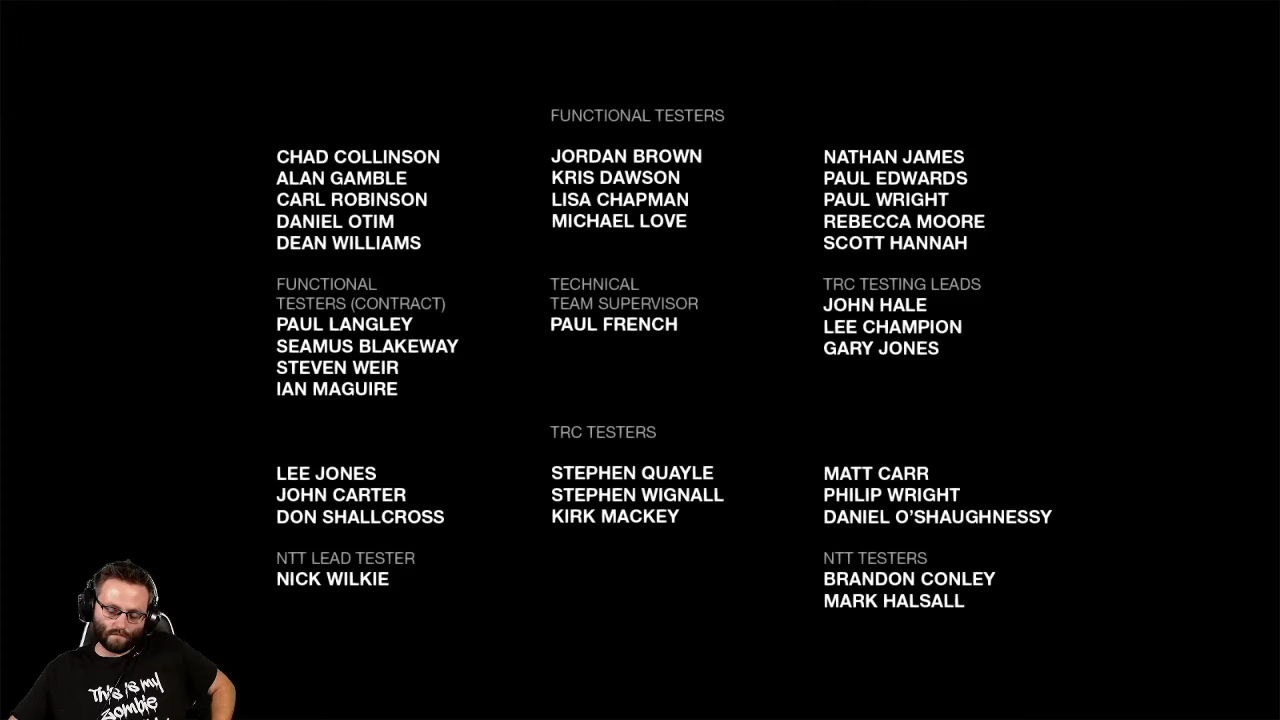 FUNCTIONAL TESTERS
CHAD COLLINSON
ALAN GAMBLE
CARL ROBINSON
DANIEL OTIM
DEAN WILLIAMS
JORDAN BROWN
KRIS DAWSON
LISA CHAPMAN
MICHAEL LOVE
NATHAN JAMES
PAUL EDWARDS
PAUL WRIGHT
REBECCA MOORE
SCOTT HANNAH
FUNCTIONAL
TESTERS (CONTRACT)
PAUL LANGLEY
SEAMUS BLAKEWAY
STEVEN WEIR
IAN MAGUIRE
TECHNICAL
TEAM SUPERVISOR
PAUL FRENCH
TRC TESTING LEADS
JOHN HALE
LEE CHAMPION
GARY JONES
TRC TESTERS
LEE JONES
JOHN CARTER
DON SHALLCROSS
STEPHEN QUAYLE
STEPHEN WIGNALL
KIRK MACKEY
MATT CARR
PHILIP WRIGHT
DANIEL O’SHAUGHNESSY
NTT LEAD TESTER
NICK WILKIE
NTT TESTERS
BRANDON CONLEY
MARK HALSALL
This is my
Zombie